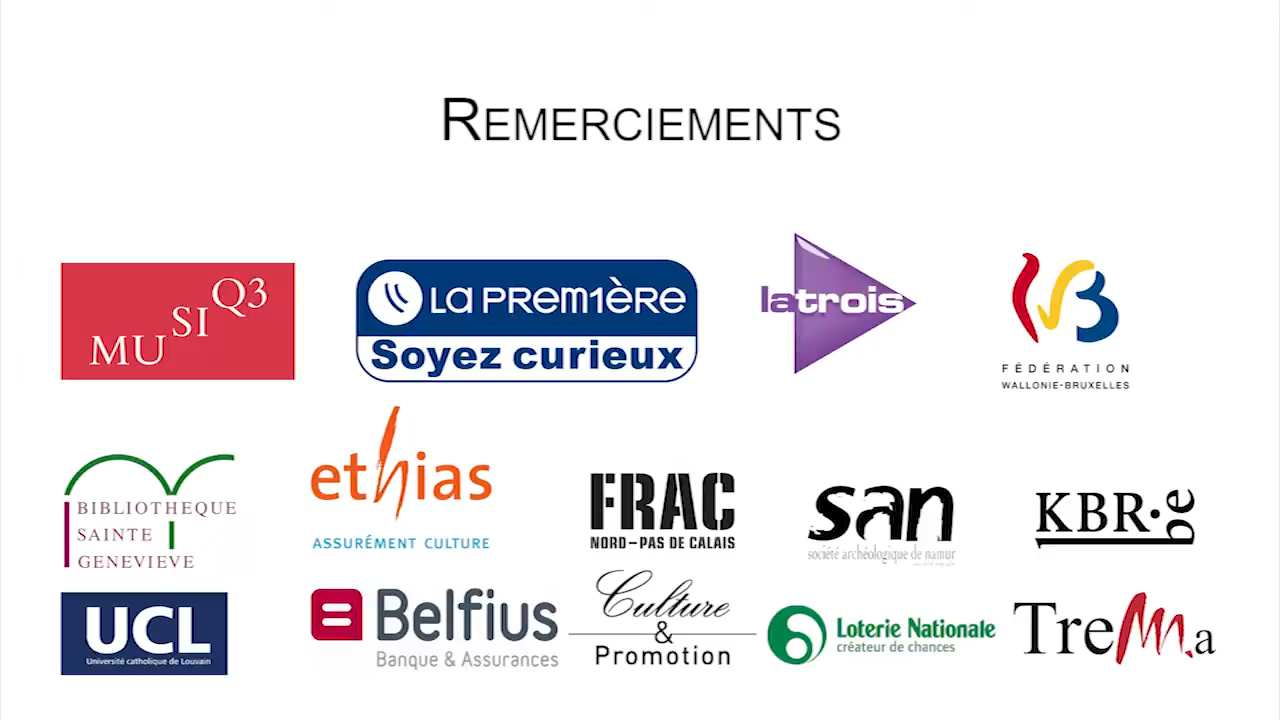 REMERCIEMENTS
MUSIQ3
LA PREM1ÈRE
Soyez curieux
latrois
FÉDÉRATION
WALLONIE-BRUXELLES
BIBLIOTHEQUE
SAINTE
GENEVIEVE
ethias
ASSURÉMENT CULTURE
FRAC
NORD-PAS DE CALAIS
san
société archéologique de namur
KBR.be
UCL
Université catholique de Louvain
Belfius
Banque & Assurances
Culture
&
Promotion
Loterie Nationale
créateur de chances
TreM.a